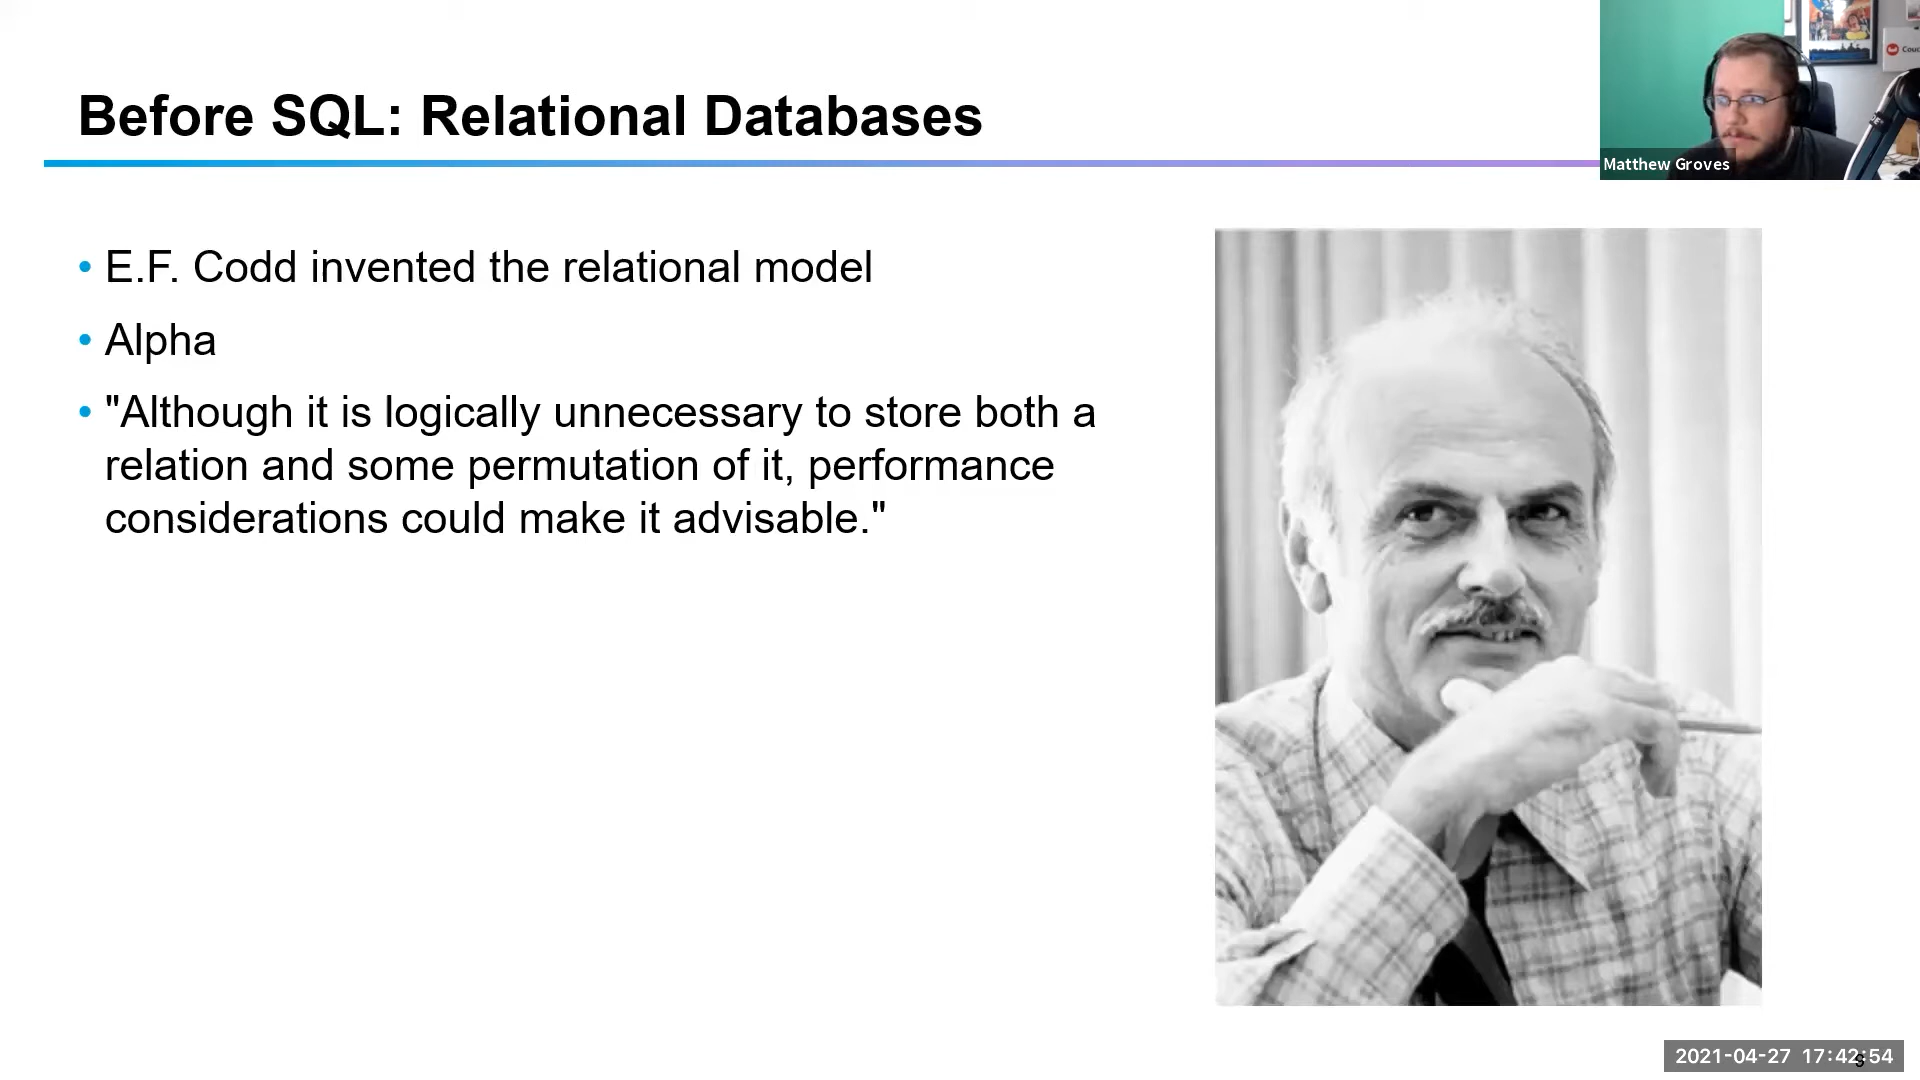 Before SQL: Relational Databases
Matthew Groves
• E.F. Codd invented the relational model
• Alpha
• "Although it is logically unnecessary to store both a
relation and some permutation of it, performance
considerations could make it advisable."
2021-04-27 17:42:54